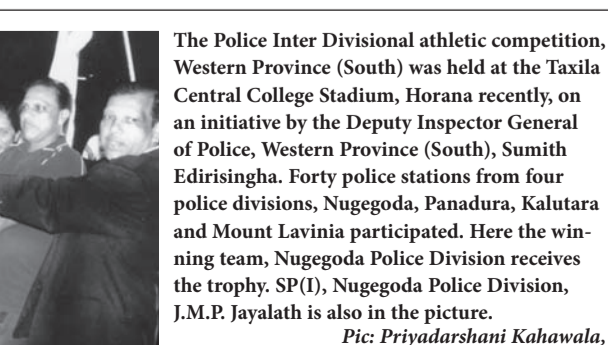 The Police Inter Divisional athletic competition,
Western Province (South) was held at the Taxila
Central College Stadium, Horana recently, on
an initiative by the Deputy Inspector General
of Police, Western Province (South), Sumith
Edirisingha. Forty police stations from four
police divisions, Nugegoda, Panadura, Kalutara
and Mount Lavinia participated. Here the win-
ning team, Nugegoda Police Division receives
the trophy. SP(I), Nugegoda Police Division,
J.M.P. Jayalath is also in the picture.
Pic: Priyadarshani Kahawala,